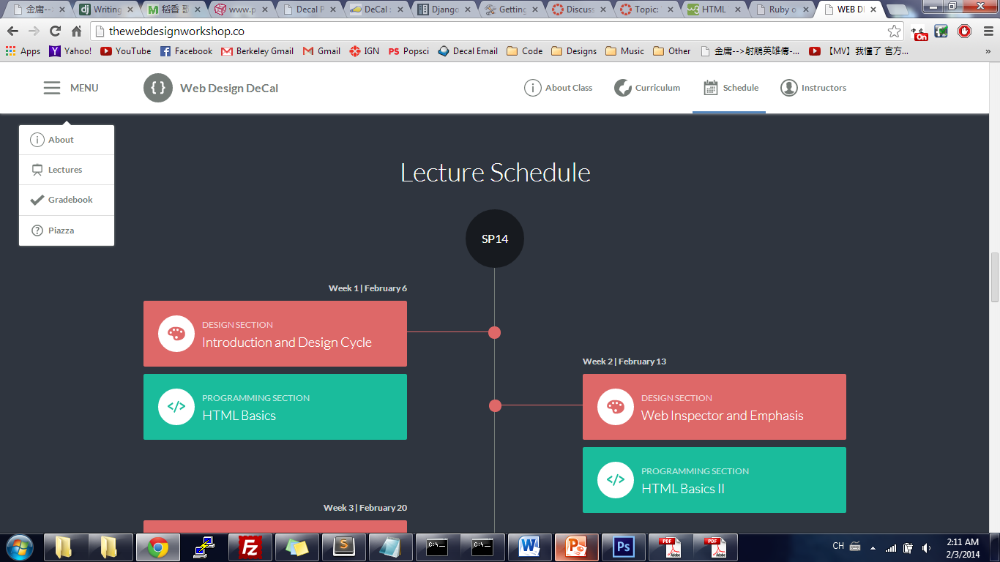 金庸--
Writing
稻香
www.p
Decal P
DeCal :
Django
Getting
Discuss
Topic:
HTML
Ruby o
WEB D
thewebdesignworkshop.co
On
Apps
Yahoo!
YouTube
Facebook
Berkeley Gmail
Gmail
IGN
PS Popsci
Decal Email
Code
Designs
Music
Other
金庸-->射鵰英雄傳-...
【MV】我懂了 官方...
»
MENU
{ } Web Design DeCal
About Class
Curriculum
Schedule
Instructors
About
Lectures
Gradebook
Piazza
Lecture Schedule
SP14
Week 1 | February 6
DESIGN SECTION
Introduction and Design Cycle
</> PROGRAMMING SECTION
HTML Basics
Week 2 | February 13
DESIGN SECTION
Web Inspector and Emphasis
</> PROGRAMMING SECTION
HTML Basics II
Week 3 | February 20
CH
2:11 AM
2/3/2014